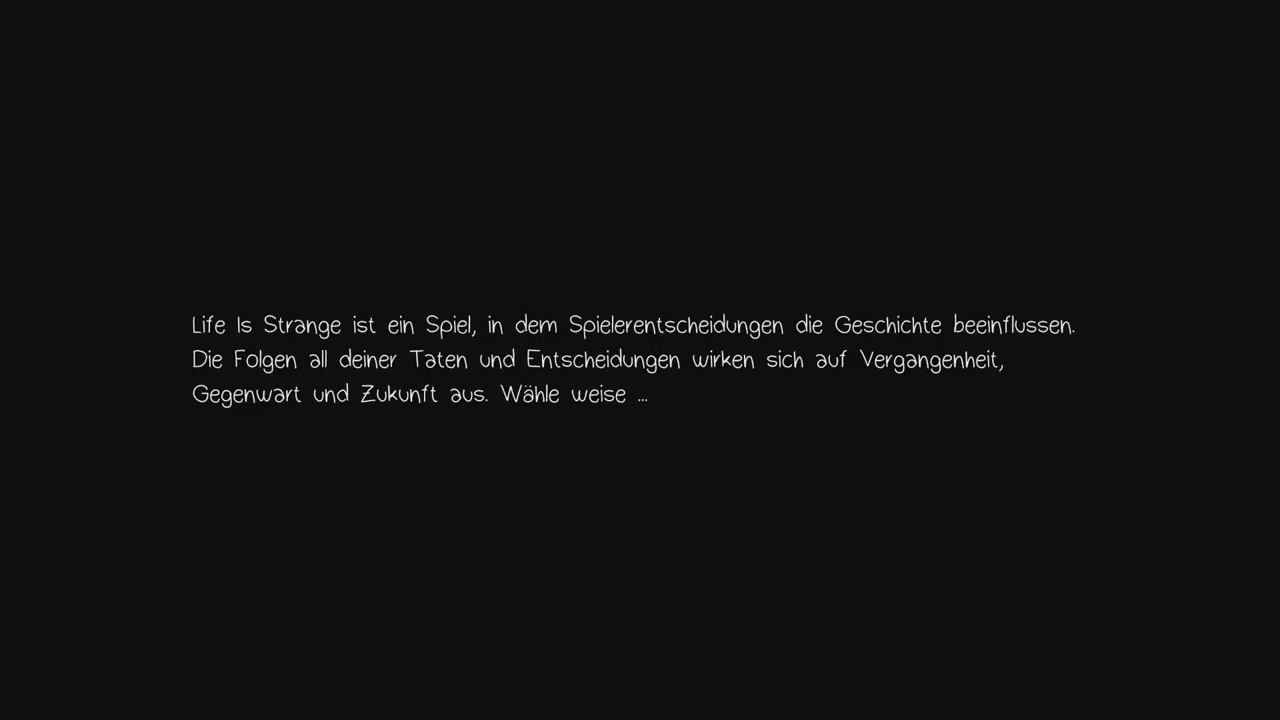 Life Is Strange ist ein Spiel, in dem Spielerentscheidungen die Geschichte beeinflussen.
Die Folgen all deiner Taten und Entscheidungen wirken sich auf Vergangenheit,
Gegenwart und Zukunft aus. Wähle weise ...